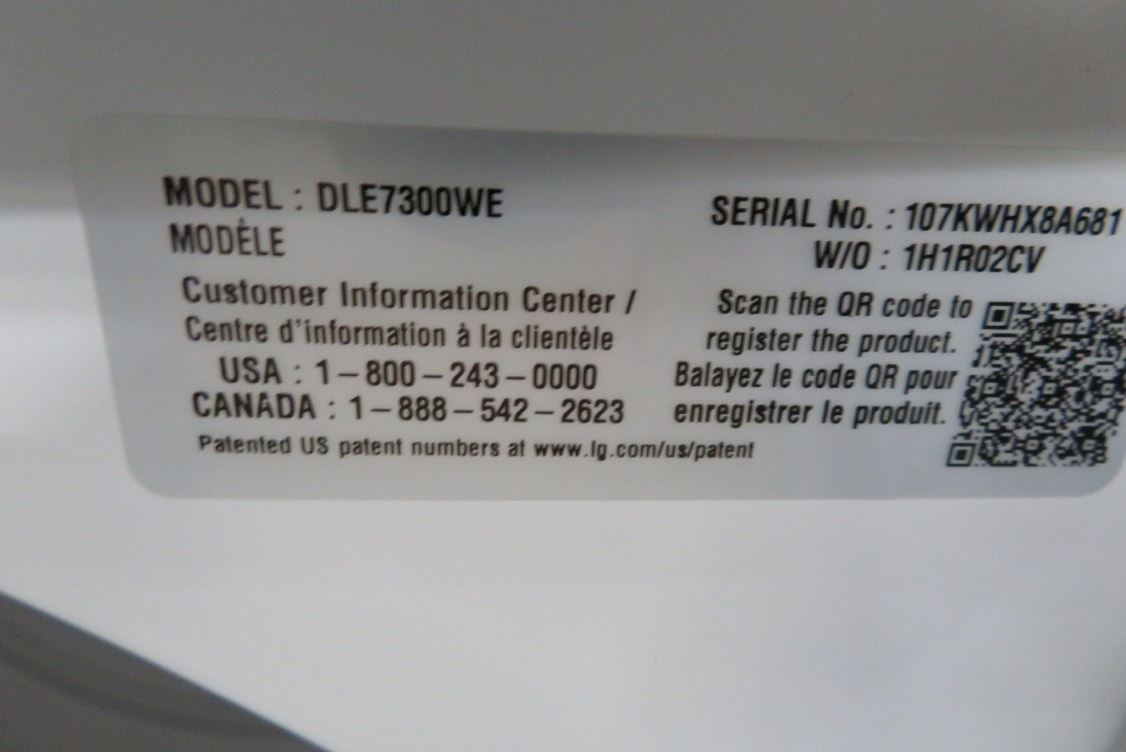 MODEL : DLE7300WE
MODÈLE
SERIAL No. : 107KWHX8A681
W/O : 1H1R02CV
Customer Information Center /
Centre d'information à la clientèle
USA : 1-800-243-0000
CANADA : 1-888-542-2623
Patented US patent numbers at www.lg.com/us/patent
Scan the QR code to
register the product.
Balayez le code QR pour
enregistrer le produit.